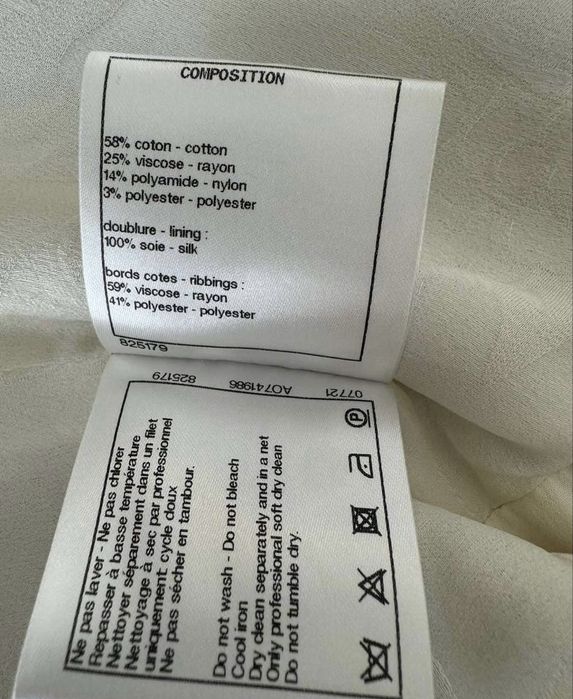 COMPOSITION
58% coton - cotton
25% viscose - rayon
14% polyamide - nylon
3% polyester - polyester
doublure - lining :
100% soie - silk
bords cotes - ribbings :
59% viscose - rayon
41% polyester - polyester
825179
825179 AO741986 07721
Ne pas laver - Ne pas chlorer
Repasser à basse température
Nettoyer séparement dans un filet
Nettoyage à sec par professionnel
uniquement: cycle doux
Ne pas sécher en tambour.
Do not wash - Do not bleach
Cool iron
Dry clean separately and in a net
Only professional soft dry clean
Do not tumble dry.
P